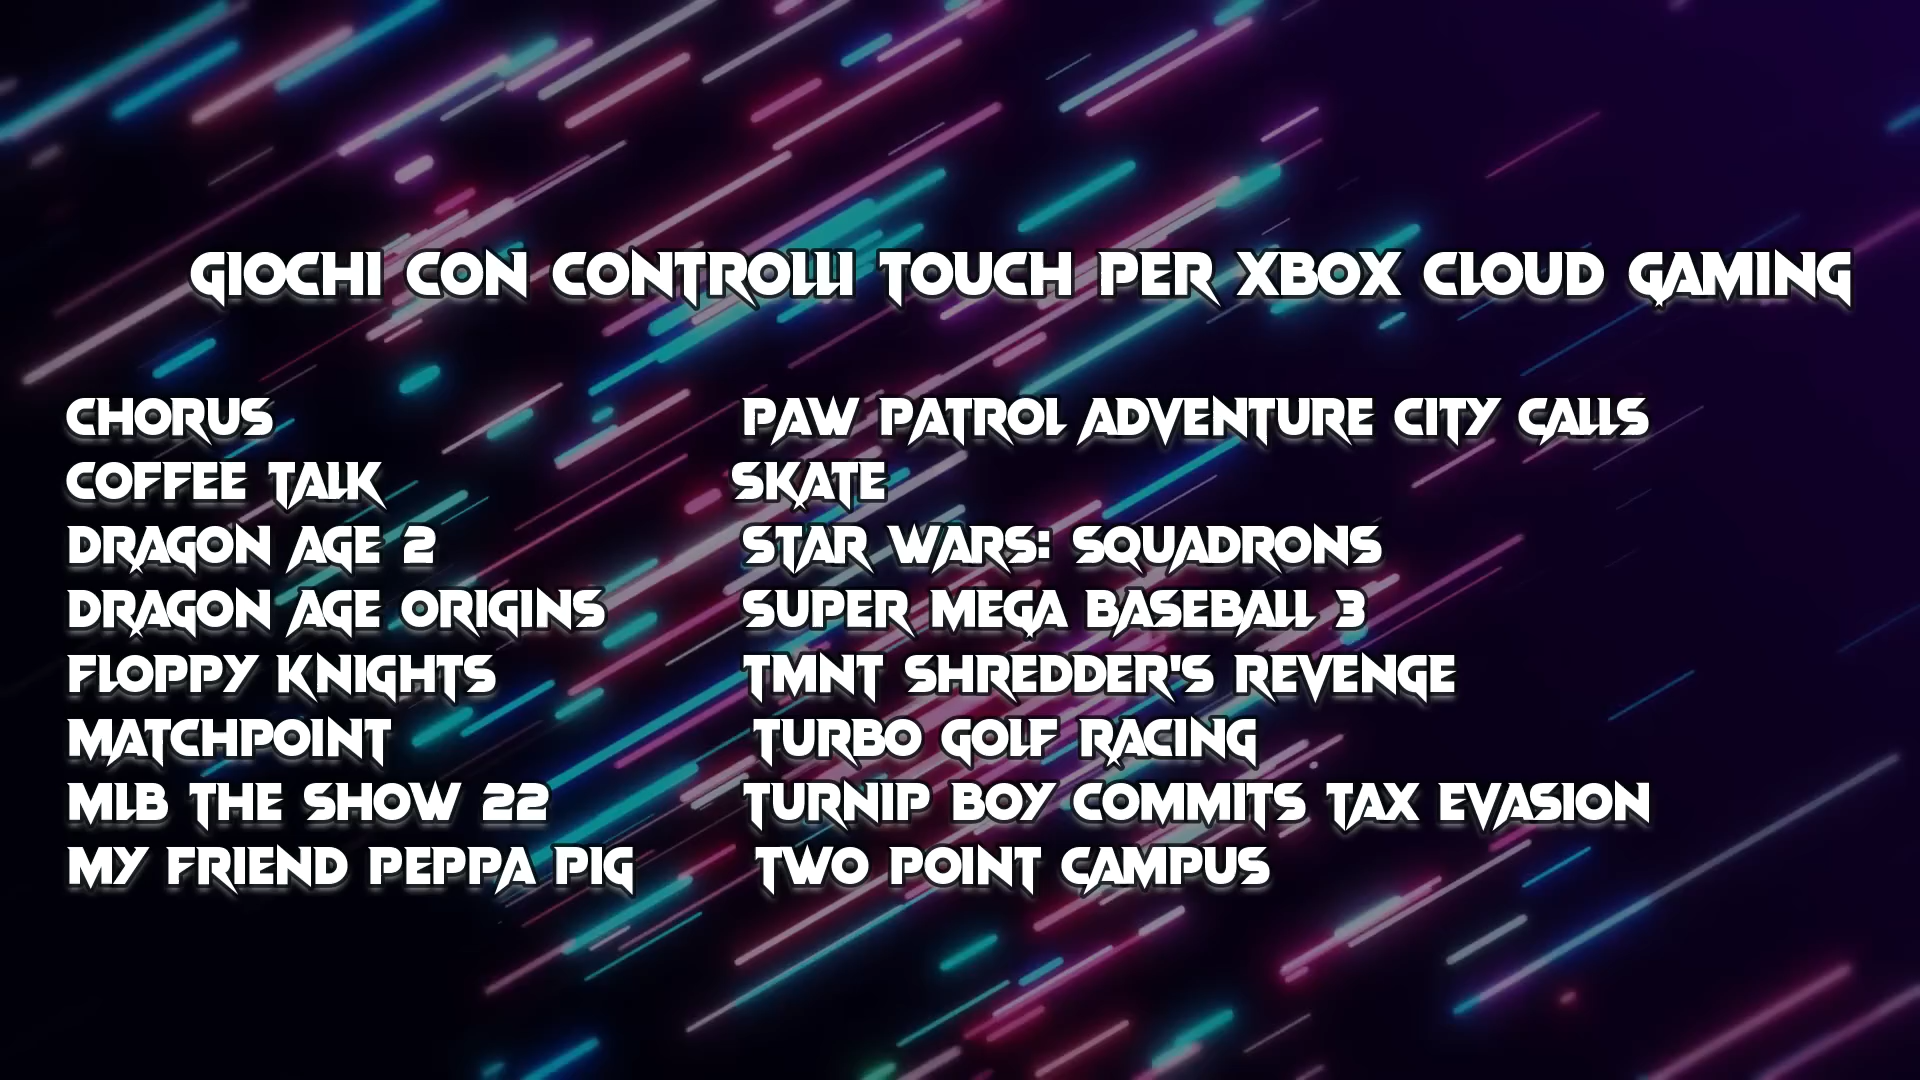 GIOCHI CON CONTROLLI TOUCH PER XBOX CLOUD GAMING
CHORUS
COFFEE TALK
DRAGON AGE 2
DRAGON AGE ORIGINS
FLOPPY KNIGHTS
MATCHPOINT
MLB THE SHOW 22
MY FRIEND PEPPA PIG
PAW PATROL ADVENTURE CITY CALLS
SKATE
STAR WARS: SQUADRONS
SUPER MEGA BASEBALL 3
TMNT SHREDDER'S REVENGE
TURBO GOLF RACING
TURNIP BOY COMMITS TAX EVASION
TWO POINT CAMPUS